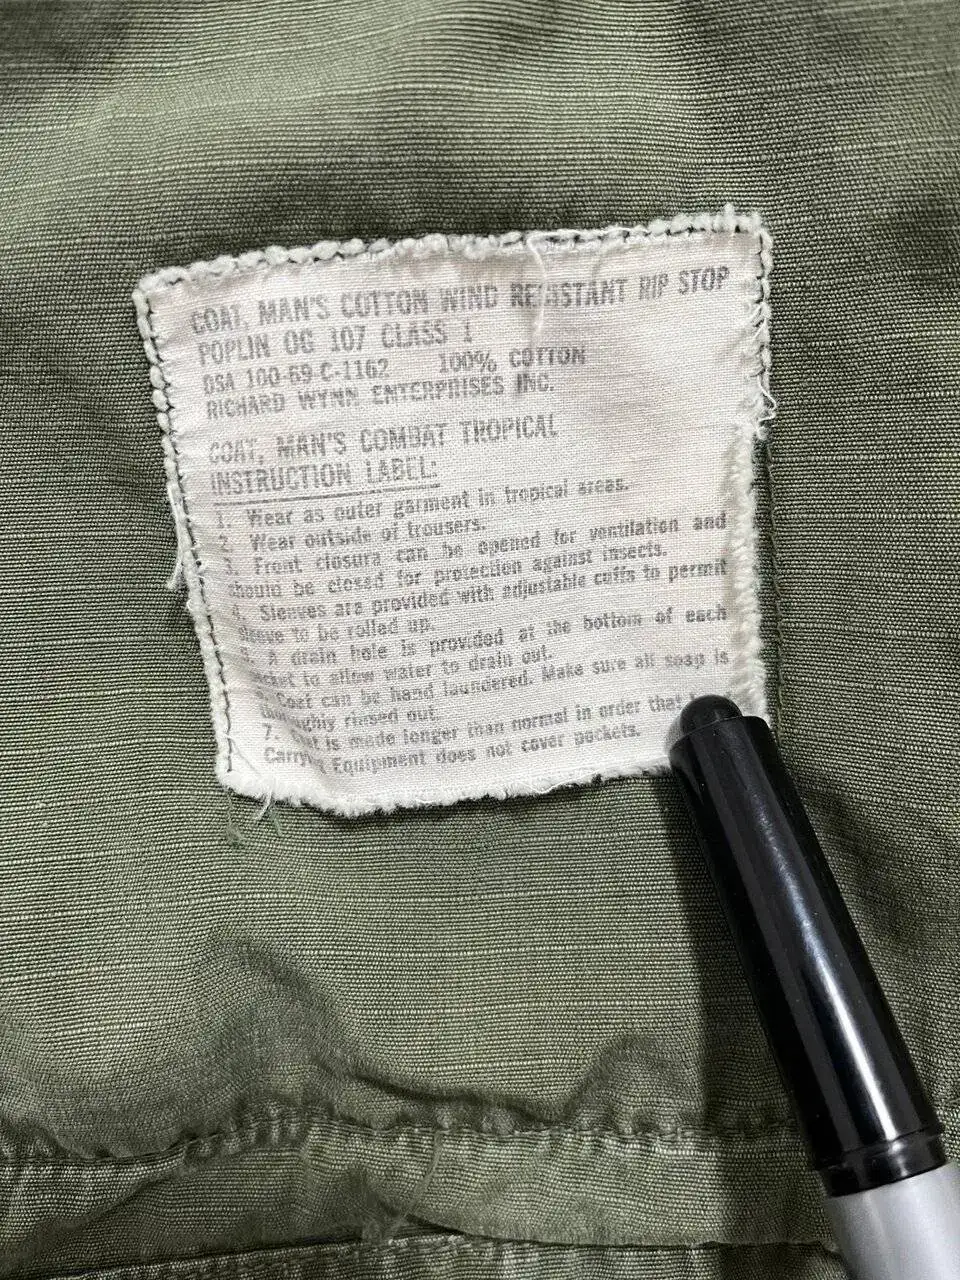 COAT, MAN'S COTTON WIND RESISTANT RIP STOP
POPLIN OG 107 CLASS 1
DSA 100-69 C-1162 100% COTTON
RICHARD WYNN ENTERPRISES INC.
COAT, MAN'S COMBAT TROPICAL
INSTRUCTION LABEL:
1. Wear as outer garment in tropical areas.
2. Wear outside of trousers.
3. Front closura can be opened for ventilation and
should be closed for protection against insects.
4. Sleeves are provided with adjustable cuffs to permit
sleeve to be rolled up.
5. A drain hole is provided at the bottom of each
to allow water to drain out.
Coat can be hand laundered. Make sure all soap is
thoroughly rinsed out.
7. Coat is made longer than normal in order that
Equipment does not cover pockets.